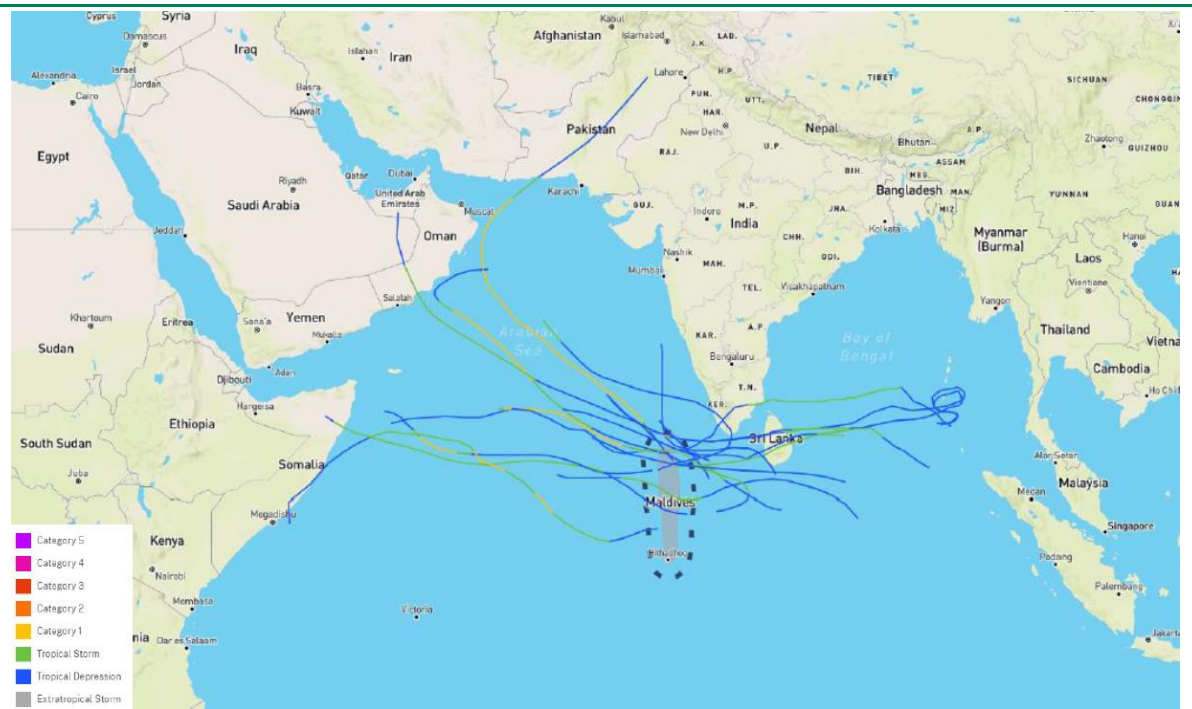 Cyprus
Syria
Damascus
Israel
Jordan
Alexandria
Cairo
Egypt
Iraq
Basra
Kuwait
Isfahan
Iran
Afghanistan
Kabul
Islamabad
J.K.
LAD.
H.P.
Lahore
PUN.
UTT.
HAR.
New Delhi
Pakistan
RAJ.
U.P.
Nepal
TIBET
SICHUAN
CHONGQIN
Bhutan
A.P.
ASSAM
MEG.
MAN.
MIZ.
BIH.
Bangladesh
Zhaotong
GUIZHOU
YUNNAN
GUAN
Riyadh
Saudi Arabia
Jeddah
Qatar
Dubai
United Arab
Emirates
Muscat
Oman
Karachi
GUJ.
Indore
M.P.
India
JHA.
Kolkata
CHH.
ODI.
Mumbai
Nashik
MAH.
TEL.
Visakhapatnam
Myanmar
(Burma)
Hanoi
Laos
Vientiane
Yangon
Thailand
Vietna
Cambodia
Ho Chi
Khartoum
Sudan
Eritrea
Sana'a
Yemen
Mukalla
Adan
Salalah
Arabian
Sea
KAR.
A.P.
Bengaluru
T.N.
KER.
Bay of
Bengal
Djibouti
Hargeisa
Ethiopia
South Sudan
Juba
Somalia
Mogadishu
Sri Lanka
Maldives
Hithadhoo
Alor Setar
Malaysia
Medan
Singapore
Padang
Palembang
Jakarta
Kenya
Nairobi
Mombasa
Dar es Salaam
Victoria
Category 5
Category 4
Category 3
Category 2
Category 1
Tropical Storm
Tropical Depression
Extratropical Storm